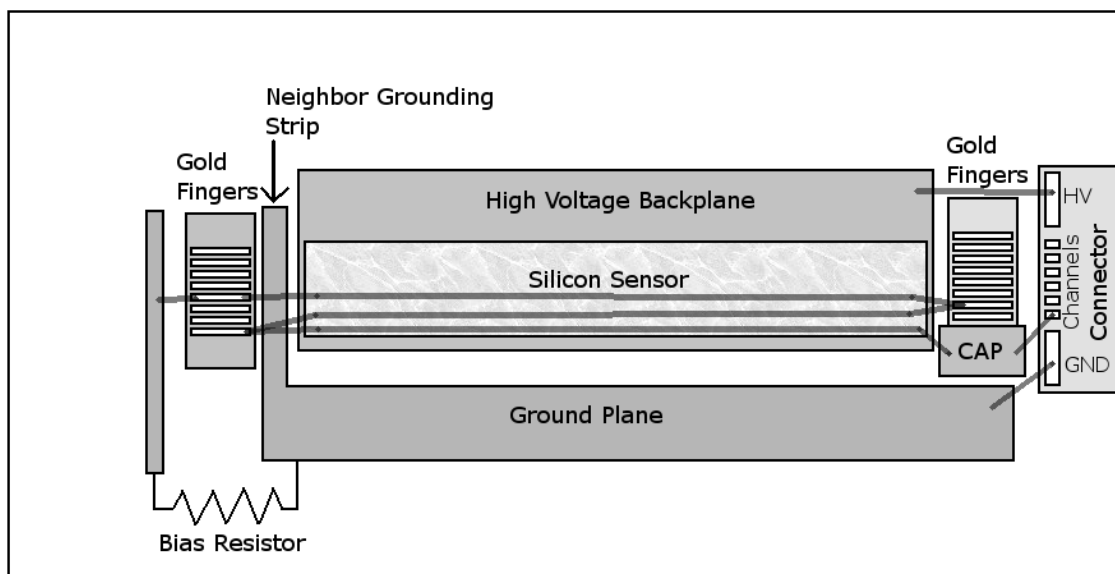 Neighbor Grounding
Strip
Gold
Fingers
High Voltage Backplane
Silicon Sensor
Gold
Fingers
HV
Channels
Connector
CAP
GND
Ground Plane
Bias Resistor